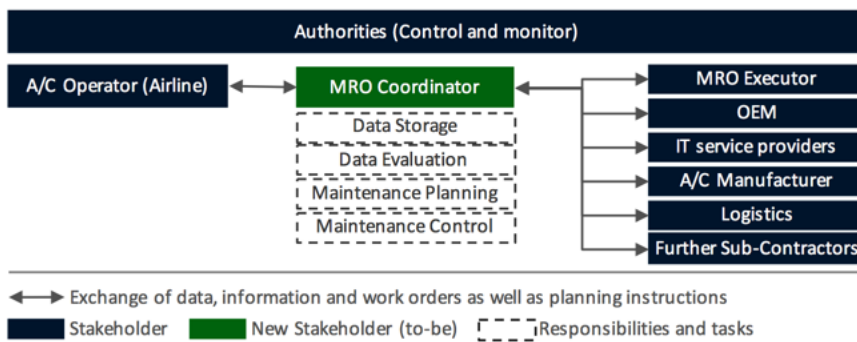 Authorities (Control and monitor)
A/C Operator (Airline)
MRO Coordinator
Data Storage
Data Evaluation
Maintenance Planning
Maintenance Control
MRO Executor
OEM
IT service providers
A/C Manufacturer
Logistics
Further Sub-Contractors
Exchange of data, information and work orders as well as planning instructions
Stakeholder
New Stakeholder (to-be)
Responsibilities and tasks